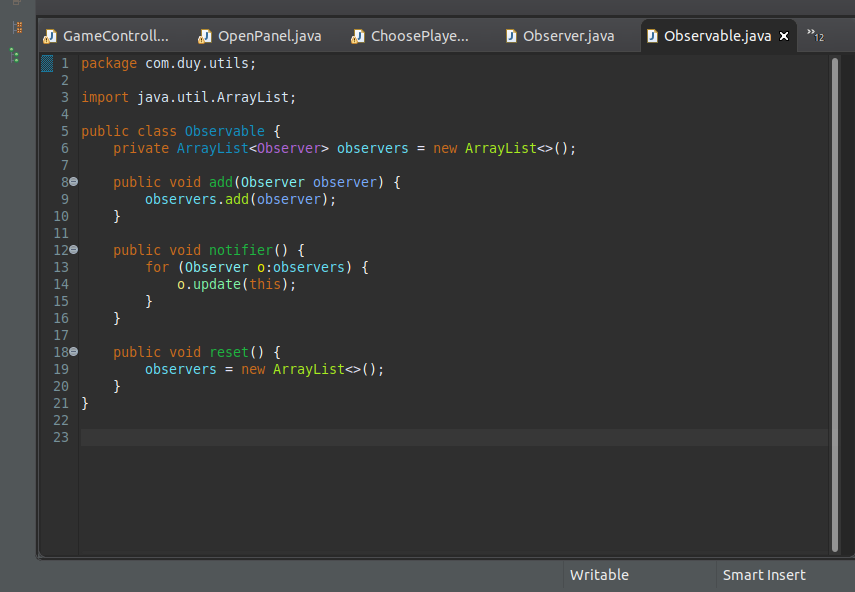 GameControll... OpenPanel.java ChoosePlaye... Observer.java Observable.java »12
1 package com.duy.utils;
2
3 import java.util.ArrayList;
4
5 public class Observable {
6     private ArrayList<Observer> observers = new ArrayList<>();
7
8     public void add(Observer observer) {
9         observers.add(observer);
10     }
11
12     public void notifier() {
13         for (Observer o:observers) {
14             o.update(this);
15         }
16     }
17
18     public void reset() {
19         observers = new ArrayList<>();
20     }
21 }
22
23
Writable Smart Insert